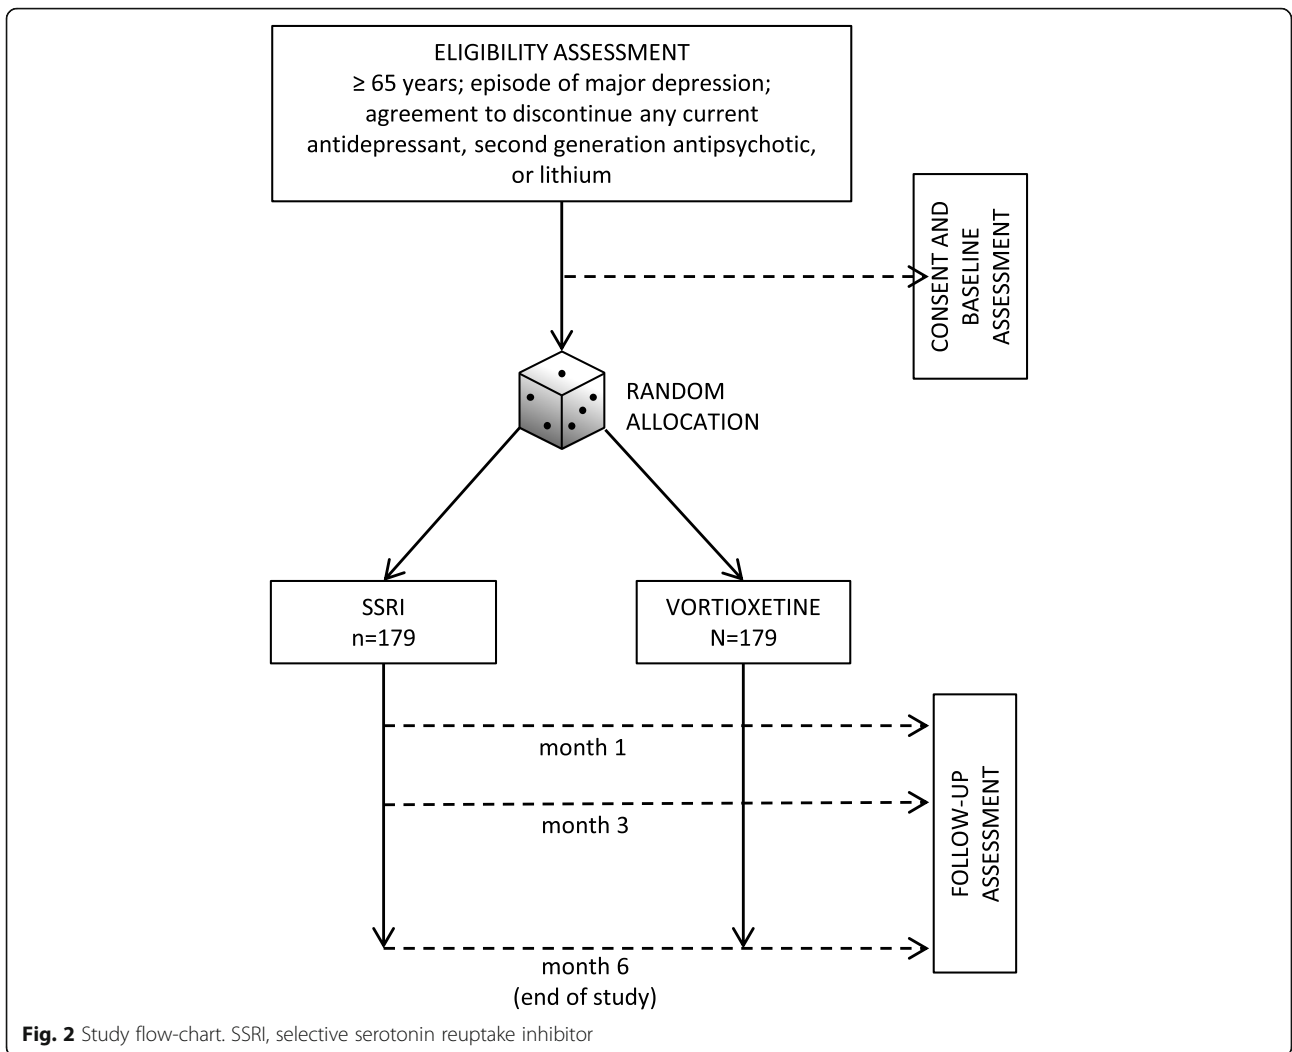 ELIGIBILITY ASSESSMENT
≥ 65 years; episode of major depression;
agreement to discontinue any current
antidepressant, second generation antipsychotic,
or lithium
CONSENT AND
BASELINE
ASSESSMENT
RANDOM
ALLOCATION
SSRI
n=179
VORTIOXETINE
N=179
month 1
month 3
month 6
(end of study)
FOLLOW-UP
ASSESSMENT
Fig. 2 Study flow-chart. SSRI, selective serotonin reuptake inhibitor